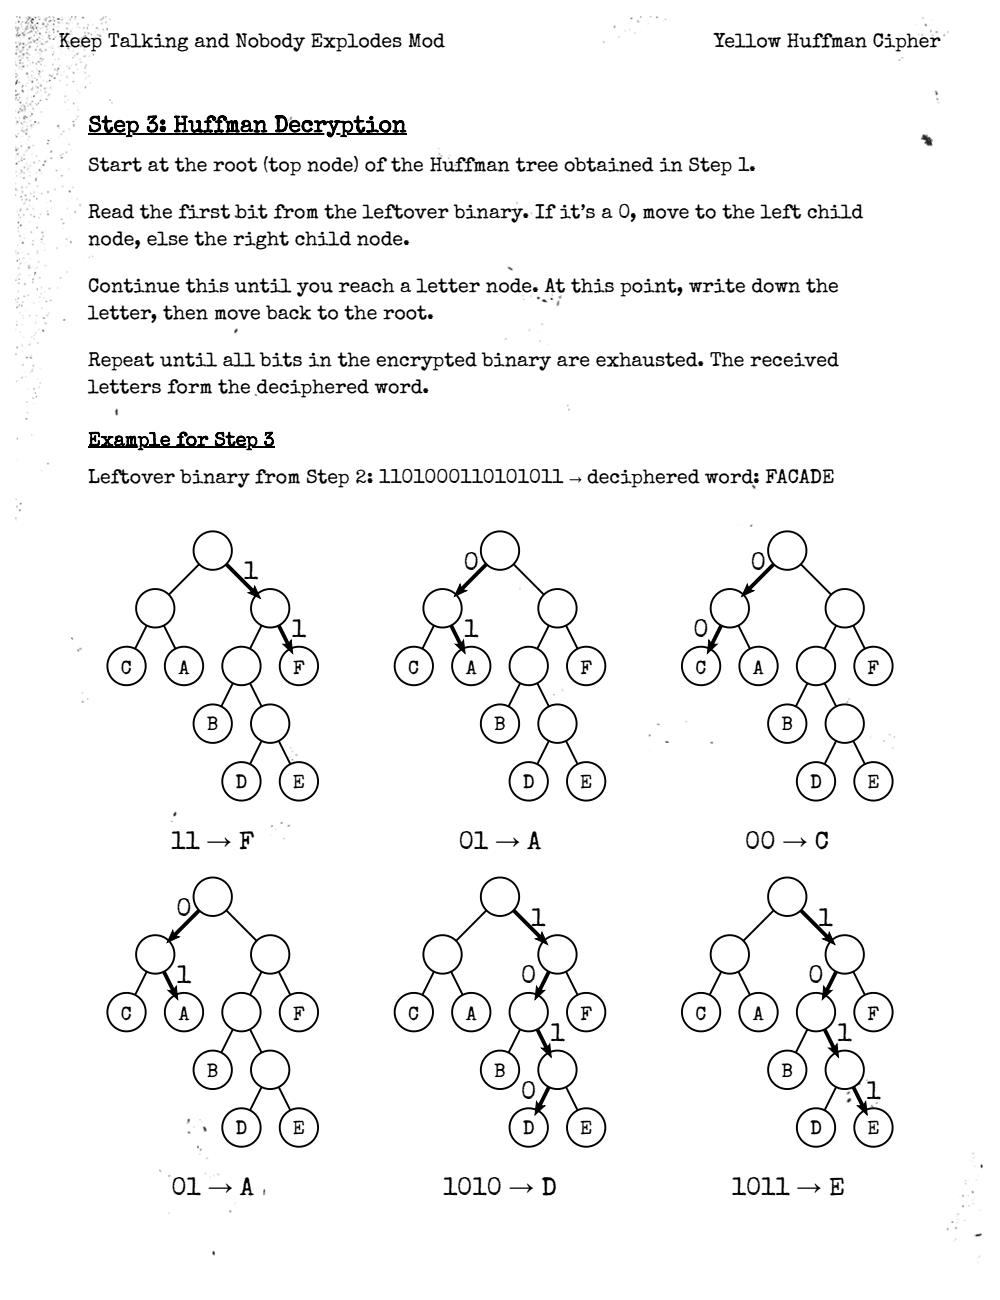 Keep Talking and Nobody Explodes Mod
Yellow Huffman Cipher
Step 3: Huffman Decryption
Start at the root (top node) of the Huffman tree obtained in Step 1.
Read the first bit from the leftover binary. If it's a 0, move to the left child
node, else the right child node.
Continue this until you reach a letter node. At this point, write down the
letter, then move back to the root.
Repeat until all bits in the encrypted binary are exhausted. The received
letters form the deciphered word.
Example for Step 3
Leftover binary from Step 2: 1101000110101011 → deciphered word: FACADE
1 0 0
1 1 0
C A F C A F C A F
B B B
D E D E D E
11 → F 01 → A 00 → C
0 1 1
1 0 0
C A F C A F C A F
1 1
B B B
0 1
D E D E D E
01 → A 1010 → D 1011 → E